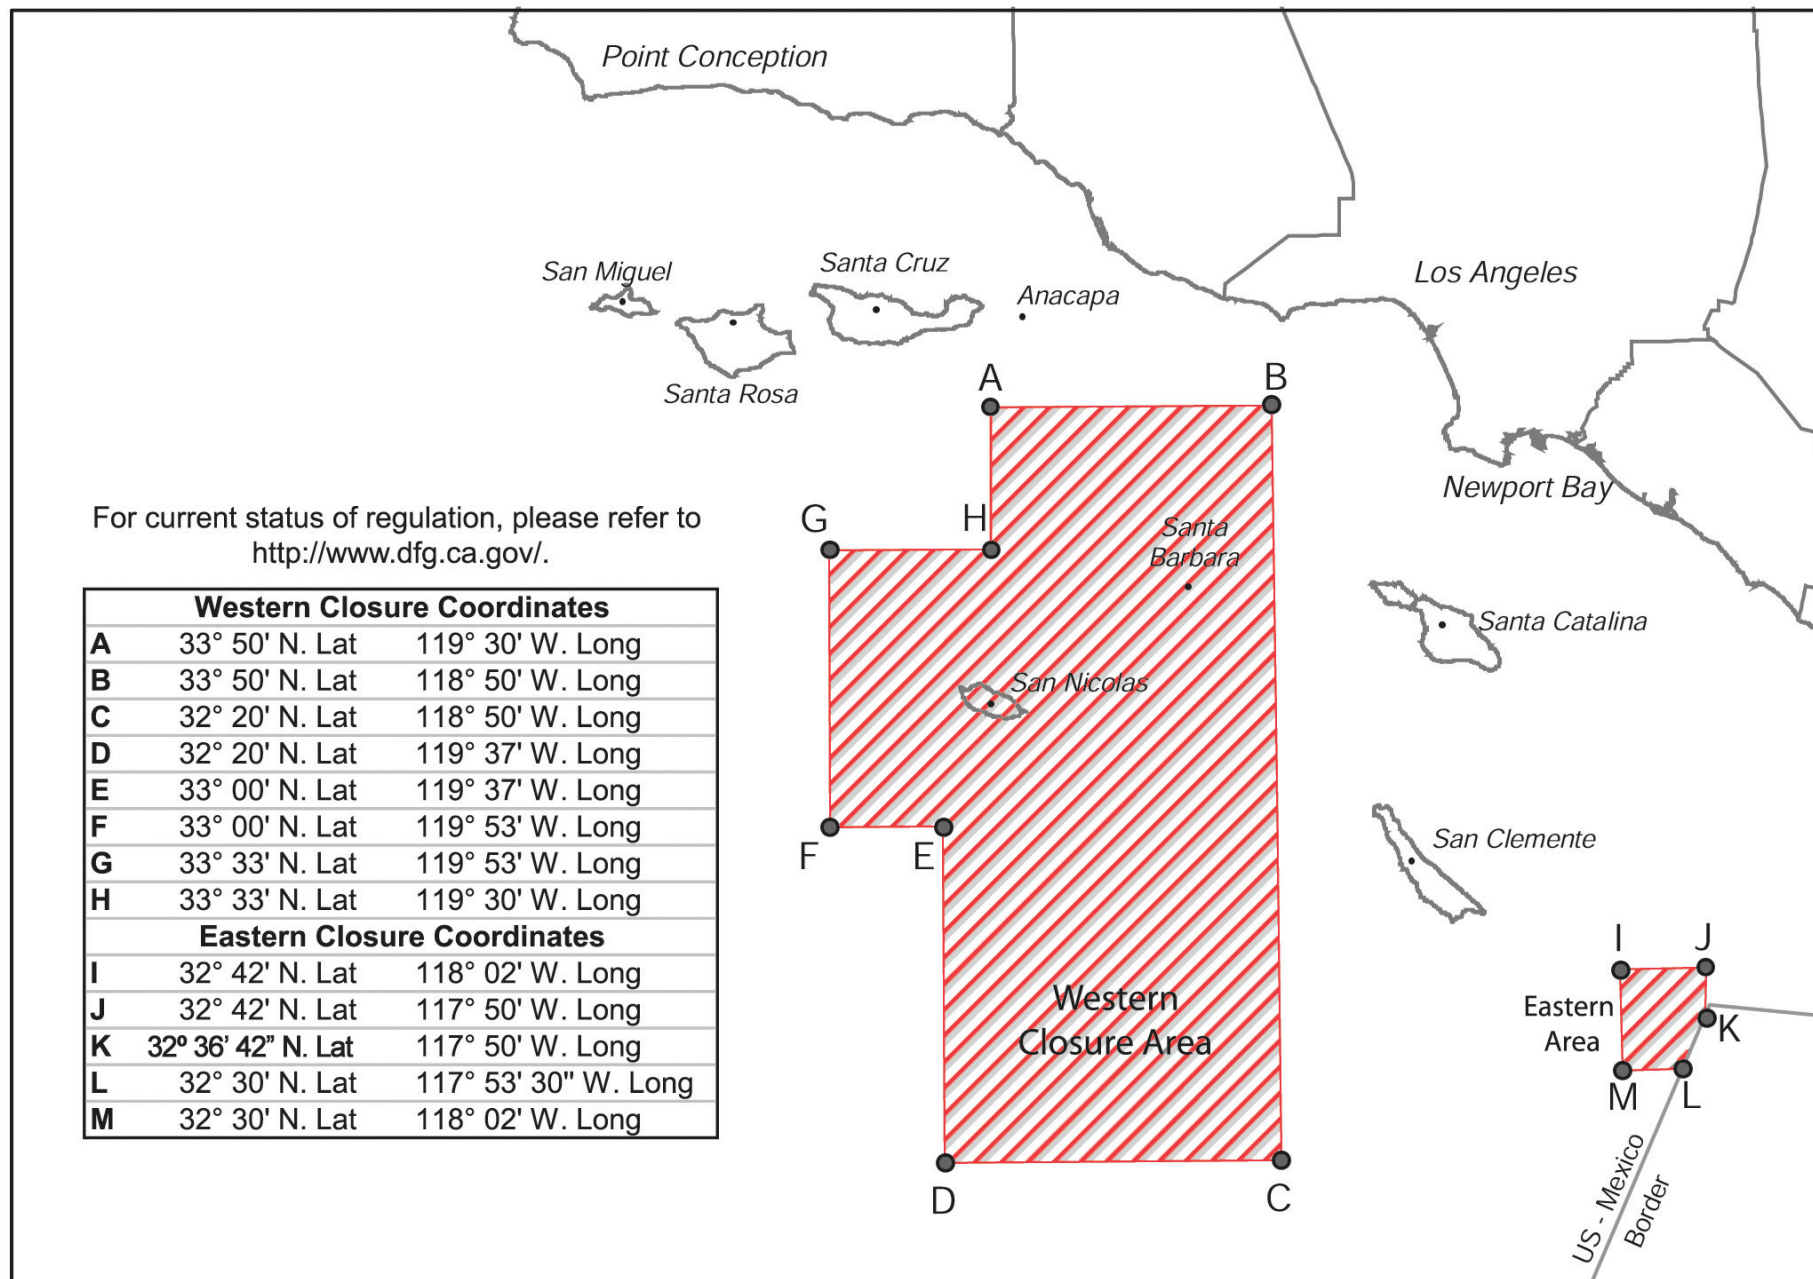 Point Conception
San Miguel
Santa Cruz
Anacapa
Los Angeles
Santa Rosa
A
B
Newport Bay
G
H
Santa
Barbara
For current status of regulation, please refer to
http://www.dfg.ca.gov/.
Western Closure Coordinates
A 33° 50' N. Lat 119° 30' W. Long
B 33° 50' N. Lat 118° 50' W. Long
C 32° 20' N. Lat 118° 50' W. Long
D 32° 20' N. Lat 119° 37' W. Long
E 33° 00' N. Lat 119° 37' W. Long
F 33° 00' N. Lat 119° 53' W. Long
G 33° 33' N. Lat 119° 53' W. Long
H 33° 33' N. Lat 119° 30' W. Long
Eastern Closure Coordinates
I 32° 42' N. Lat 118° 02' W. Long
J 32° 42' N. Lat 117° 50' W. Long
K 32º 36’ 42” N. Lat 117° 50' W. Long
L 32° 30' N. Lat 117° 53' 30" W. Long
M 32° 30' N. Lat 118° 02' W. Long
Santa Catalina
San Nicolas
San Clemente
F
E
I
J
Western
Closure Area
Eastern
Area
K
M
L
D
C
US - Mexico
Border